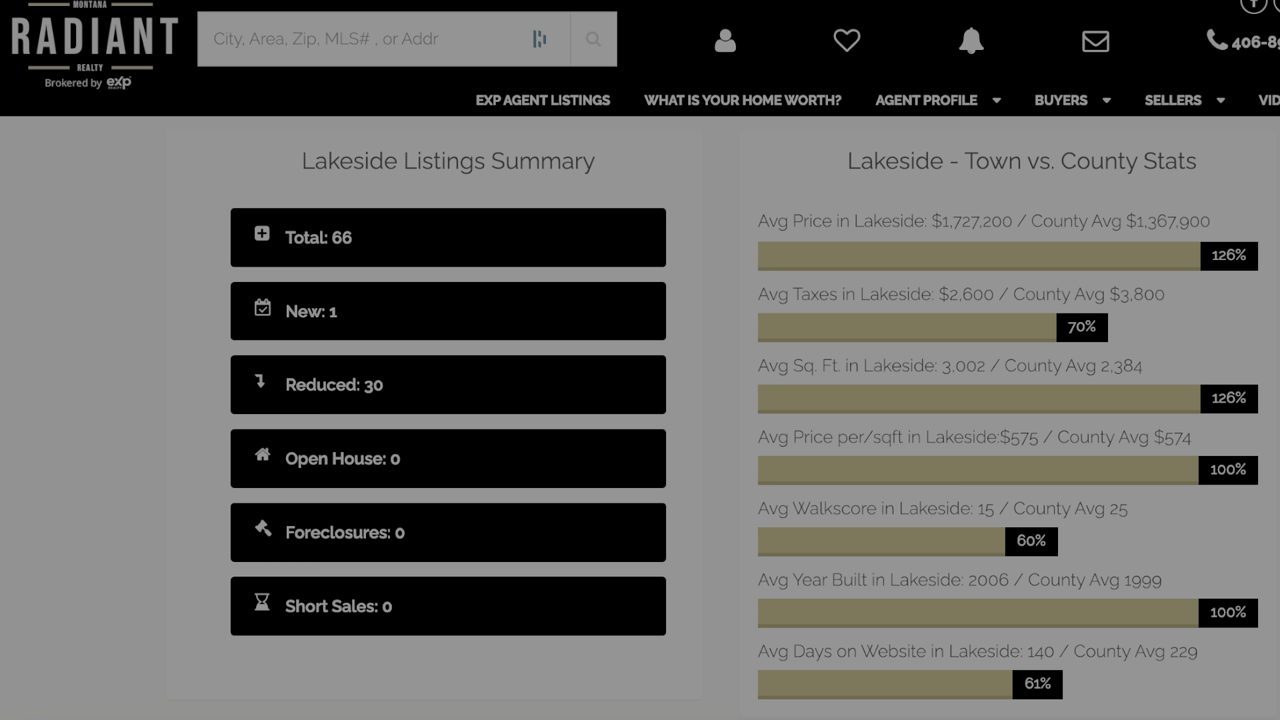 MONTANA
RADIANT
REALTY
Brokered by eXp
City, Area, Zip, MLS# , or Addr
406-89
EXP AGENT LISTINGS WHAT IS YOUR HOME WORTH? AGENT PROFILE BUYERS SELLERS VID
Lakeside Listings Summary
Total: 66
New: 1
Reduced: 30
Open House: 0
Foreclosures: 0
Short Sales: 0
Lakeside - Town vs. County Stats
Avg Price in Lakeside: $1,727,200 / County Avg $1,367,900
126%
Avg Taxes in Lakeside: $2,600 / County Avg $3,800
70%
Avg Sq. Ft. in Lakeside: 3,002 / County Avg 2,384
126%
Avg Price per/sqft in Lakeside:$575 / County Avg $574
100%
Avg Walkscore in Lakeside: 15 / County Avg 25
60%
Avg Year Built in Lakeside: 2006 / County Avg 1999
100%
Avg Days on Website in Lakeside: 140 / County Avg 229
61%